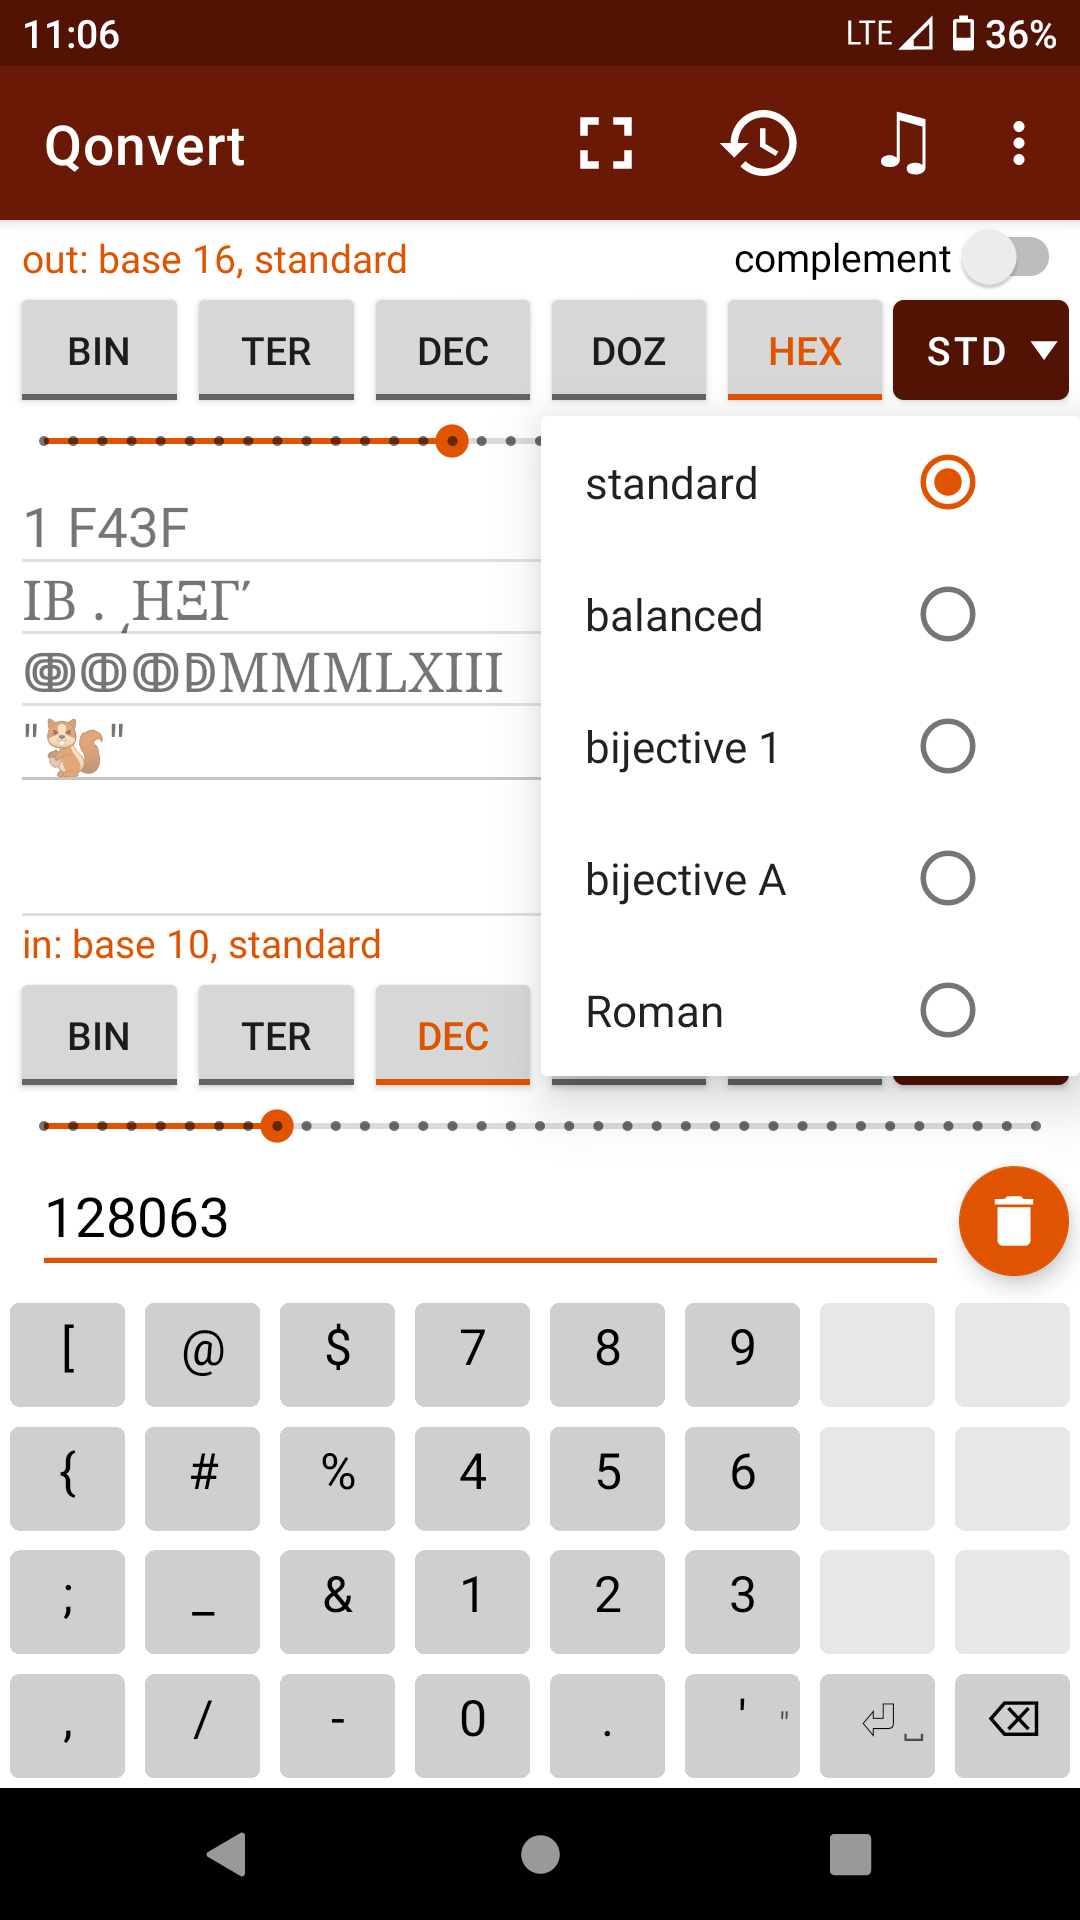 11:06 LTE 36%
Qonvert
out: base 16, standard complement
BIN TER DEC DOZ HEX STD
standard
1 F43F
balanced
ΙΒ . ͵ΗΞΓʹ
ↈↀↀⅮMMMLXIII
"🐿" bijective 1
bijective A
in: base 10, standard
Roman
BIN TER DEC
128063
[ @ $ 7 8 9
{ # % 4 5 6
; _ & 1 2 3
, / - 0 . ' " ⏎ ⌫